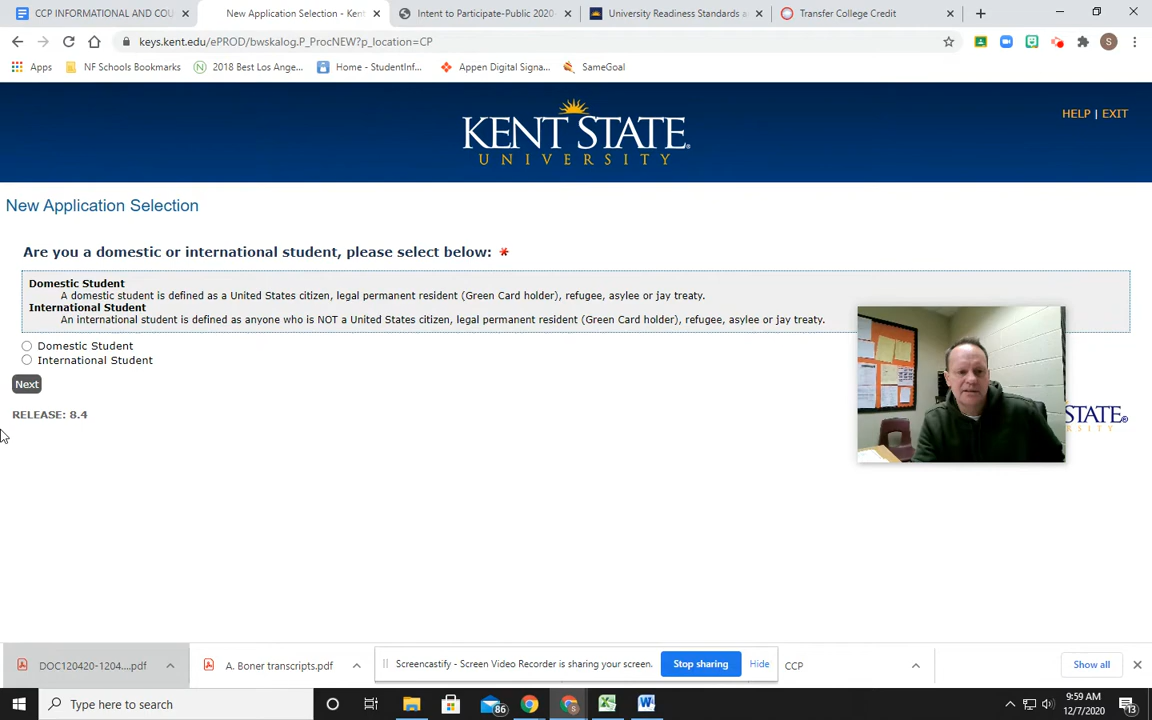 CCP INFORMATIONAL AND COU
New Application Selection - Kent
Intent to Participate-Public 2020-
University Readiness Standards a
Transfer College Credit
keys.kent.edu/ePROD/bwskalog.P_ProcNEW?p_location=CP
S
Apps
NF Schools Bookmarks
2018 Best Los Ange...
Home - StudentInf...
Appen Digital Signa...
SameGoal
HELP | EXIT
KENT STATE
UNIVERSITY
New Application Selection
Are you a domestic or international student, please select below: *
Domestic Student
A domestic student is defined as a United States citizen, legal permanent resident (Green Card holder), refugee, asylee or jay treaty.
International Student
An international student is defined as anyone who is NOT a United States citizen, legal permanent resident (Green Card holder), refugee, asylee or jay treaty.
Domestic Student
International Student
Next
RELEASE: 8.4
STATE
DOC120420-1204....pdf
A. Boner transcripts.pdf
Screencastify - Screen Video Recorder is sharing your screen.
Stop sharing
Hide
CCP
Show all
Type here to search
86
9:59 AM
12/7/2020
13